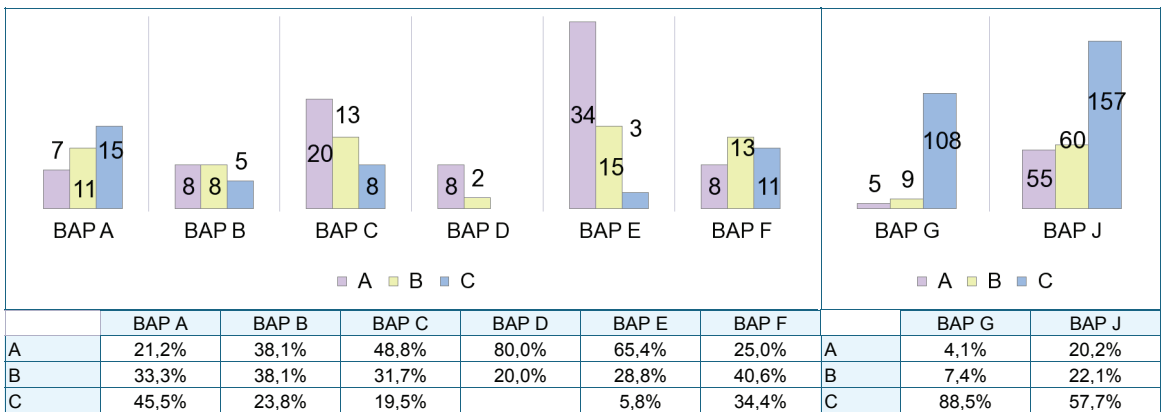 7 11 15 8 8 5 20 13 8 8 2 34 15 3 8 13 11 5 9 108 55 60 157
BAP A BAP B BAP C BAP D BAP E BAP F BAP G BAP J
A B C A B C
BAP A BAP B BAP C BAP D BAP E BAP F BAP G BAP J
A 21,2% 38,1% 48,8% 80,0% 65,4% 25,0% A 4,1% 20,2%
B 33,3% 38,1% 31,7% 20,0% 28,8% 40,6% B 7,4% 22,1%
C 45,5% 23,8% 19,5% 5,8% 34,4% C 88,5% 57,7%